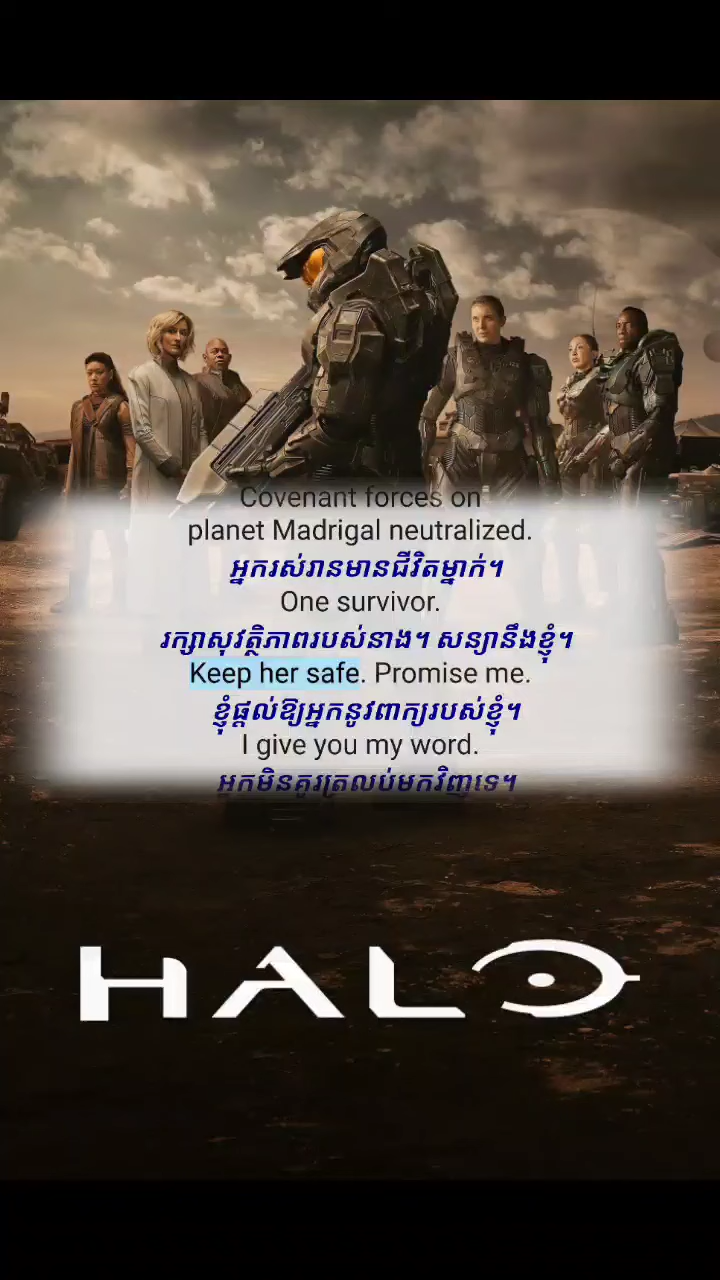 Covenant forces on
planet Madrigal neutralized.
អ្នករស់រានមានជីវិតម្នាក់។
One survivor.
រក្សាសុវត្ថិភាពរបស់នាង។ សន្យានឹងខ្ញុំ។
Keep her safe. Promise me.
ខ្ញុំផ្តល់ឱ្យអ្នកនូវពាក្យរបស់ខ្ញុំ។
I give you my word.
អ្នកមិនគួរត្រលប់មកវិញទេ។
HALO